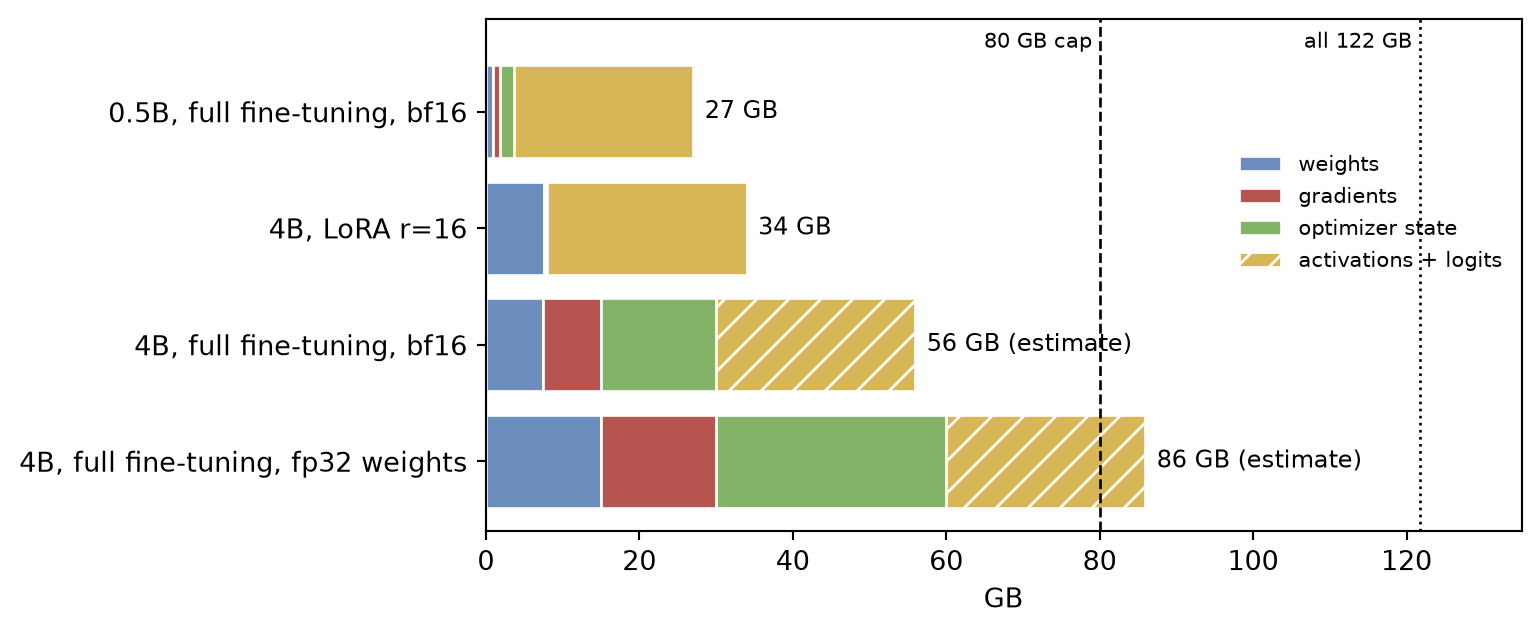 80 GB cap
all 122 GB
0.5B, full fine-tuning, bf16
27 GB
4B, LoRA r=16
34 GB
4B, full fine-tuning, bf16
56 GB (estimate)
4B, full fine-tuning, fp32 weights
86 GB (estimate)
weights
gradients
optimizer state
activations + logits
0 20 40 60 80 100 120
GB